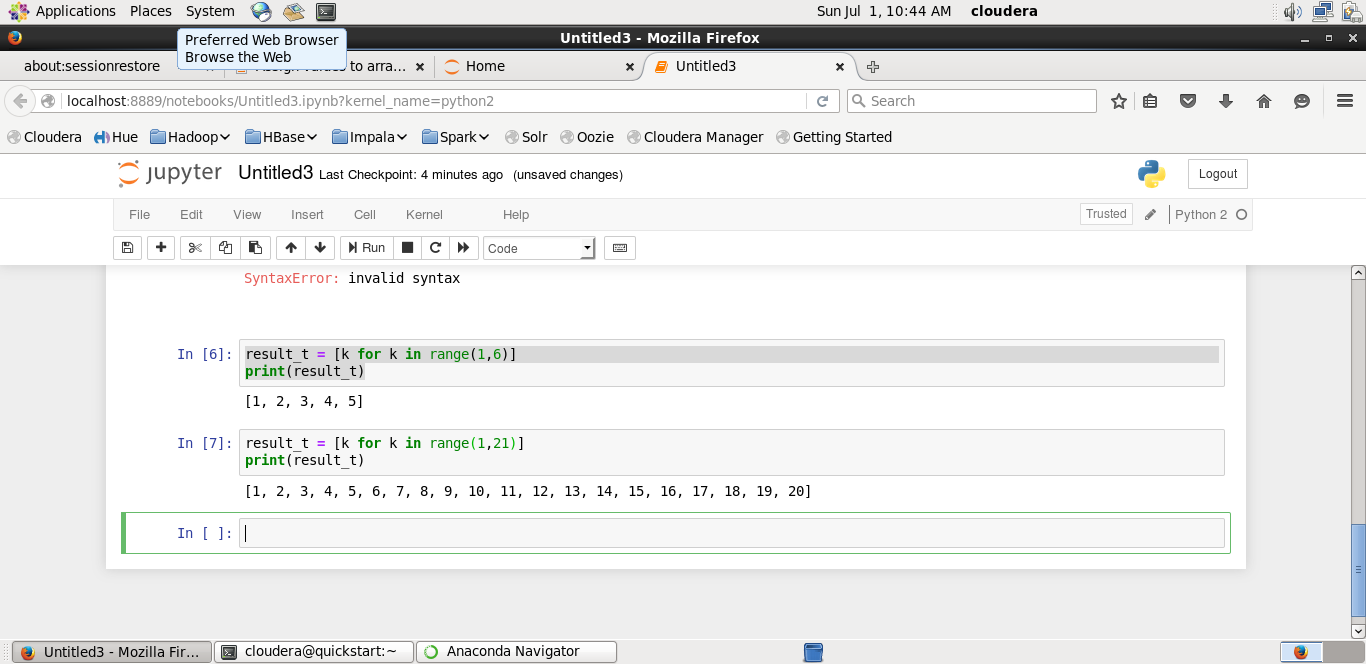 Applications Places System Sun Jul 1, 10:44 AM cloudera
Untitled3 - Mozilla Firefox
Preferred Web Browser
Browse the Web
about:sessionrestore to arra... Home Untitled3
localhost:8889/notebooks/Untitled3.ipynb?kernel_name=python2 Search
Cloudera Hue Hadoop HBase Impala Spark Solr Oozie Cloudera Manager Getting Started
jupyter Untitled3 Last Checkpoint: 4 minutes ago (unsaved changes) Logout
File Edit View Insert Cell Kernel Help Trusted Python 2
Run Code
SyntaxError: invalid syntax
In [6]: result_t = [k for k in range(1,6)]
print(result_t)
[1, 2, 3, 4, 5]
In [7]: result_t = [k for k in range(1,21)]
print(result_t)
[1, 2, 3, 4, 5, 6, 7, 8, 9, 10, 11, 12, 13, 14, 15, 16, 17, 18, 19, 20]
In [ ]:
Untitled3 - Mozilla Fir... cloudera@quickstart:~ Anaconda Navigator